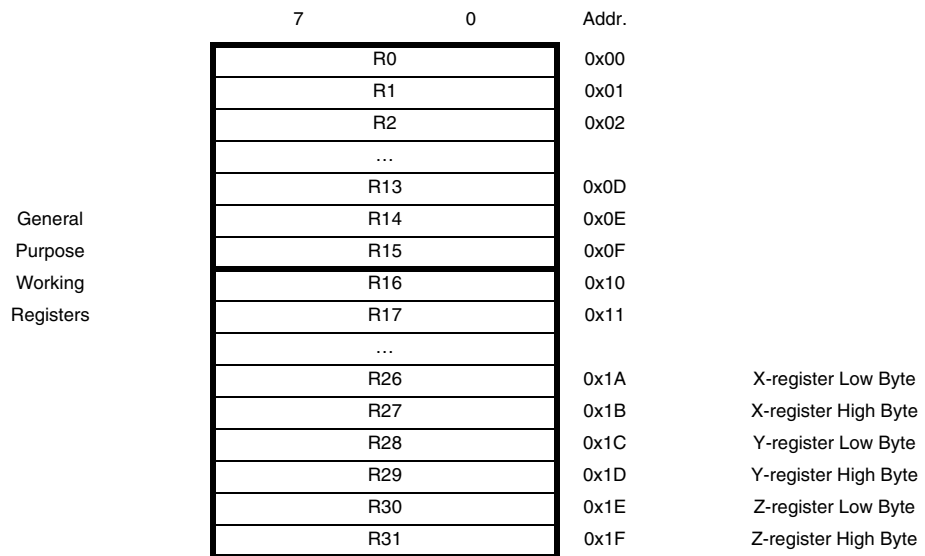 7 0 Addr.
R0 0x00
R1 0x01
R2 0x02
…
R13 0x0D
General R14 0x0E
Purpose R15 0x0F
Working R16 0x10
Registers R17 0x11
…
R26 0x1A X-register Low Byte
R27 0x1B X-register High Byte
R28 0x1C Y-register Low Byte
R29 0x1D Y-register High Byte
R30 0x1E Z-register Low Byte
R31 0x1F Z-register High Byte